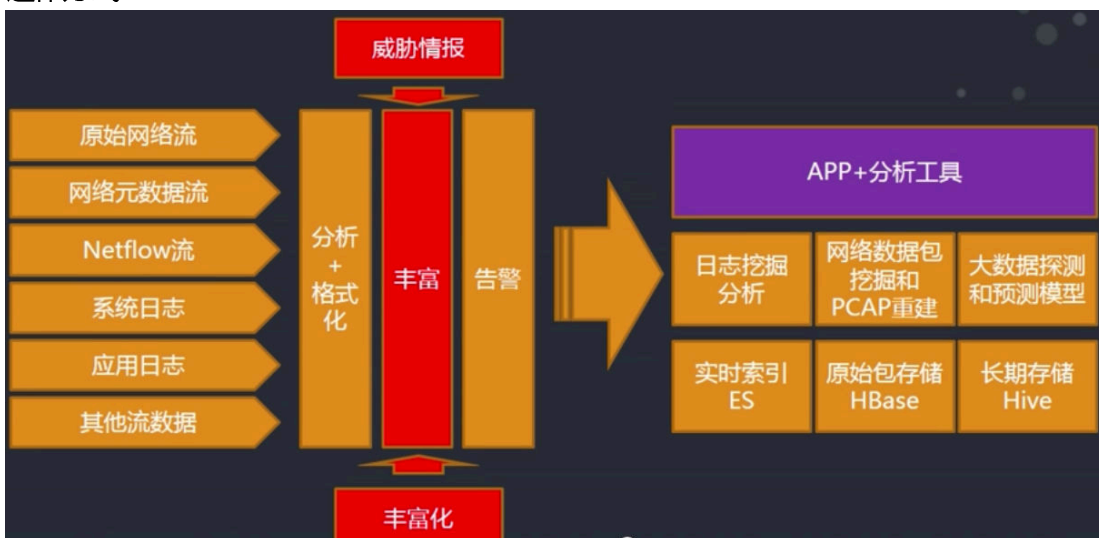 威胁情报
原始网络流
网络元数据流
Netflow流
系统日志
应用日志
其他流数据
分析
+
格式
化
丰富
告警
丰富化
APP+分析工具
日志挖掘
分析
网络数据包
挖掘和
PCAP重建
大数据探测
和预测模型
实时索引
ES
原始包存储
HBase
长期存储
Hive